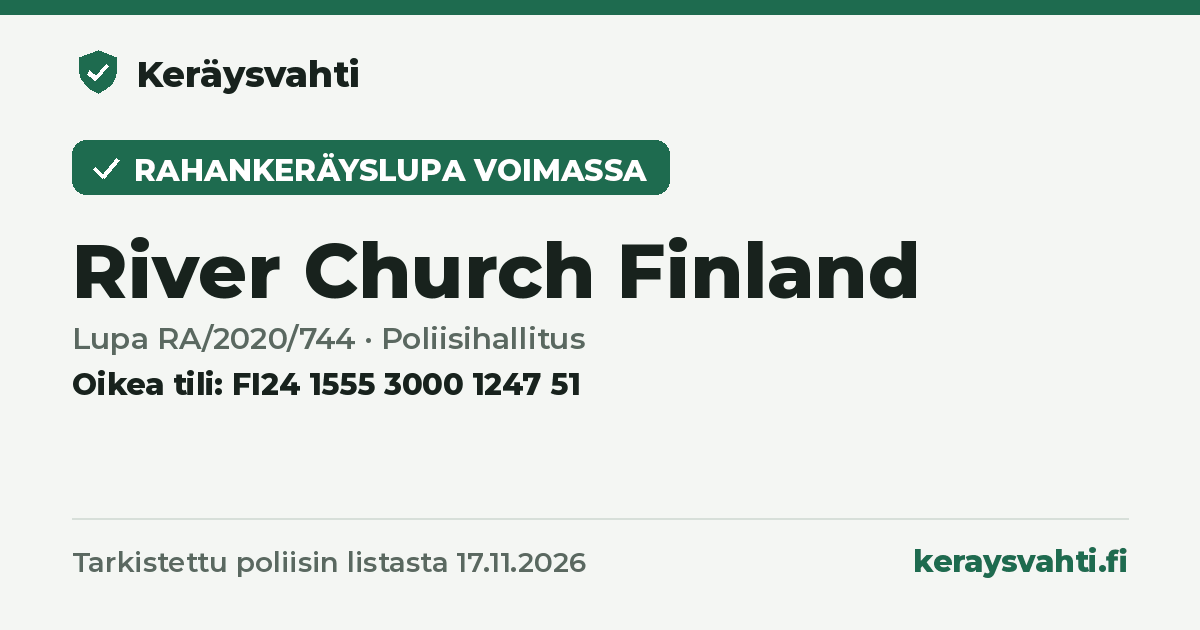 Keräysvahti
RAHANKERÄYSLUPA VOIMASSA
River Church Finland
Lupa RA/2020/744 · Poliisihallitus
Oikea tili: FI24 1555 3000 1247 51
Tarkistettu poliisin listasta 17.11.2026
keraysvahti.fi